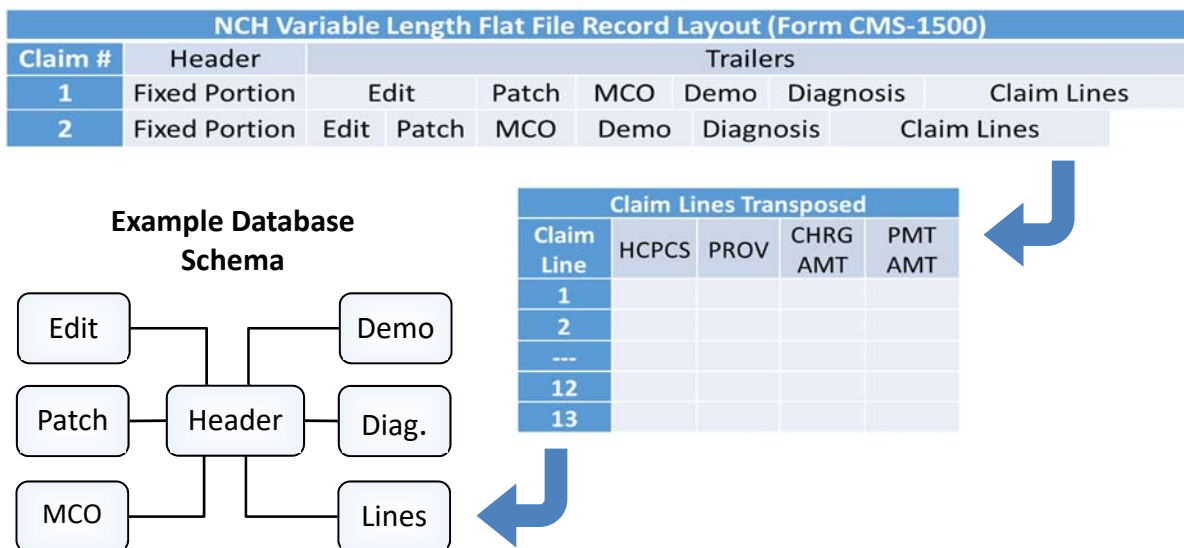 NCH Variable Length Flat File Record Layout (Form CMS-1500)
Claim # Header Trailers
1 Fixed Portion Edit Patch MCO Demo Diagnosis Claim Lines
2 Fixed Portion Edit Patch MCO Demo Diagnosis Claim Lines
Example Database
Schema
Edit
Demo
Patch
Header
Diag.
MCO
Lines
Claim Lines Transposed
Claim
Line
HCPCS
PROV
CHRG
AMT
PMT
AMT
1
2
---
12
13